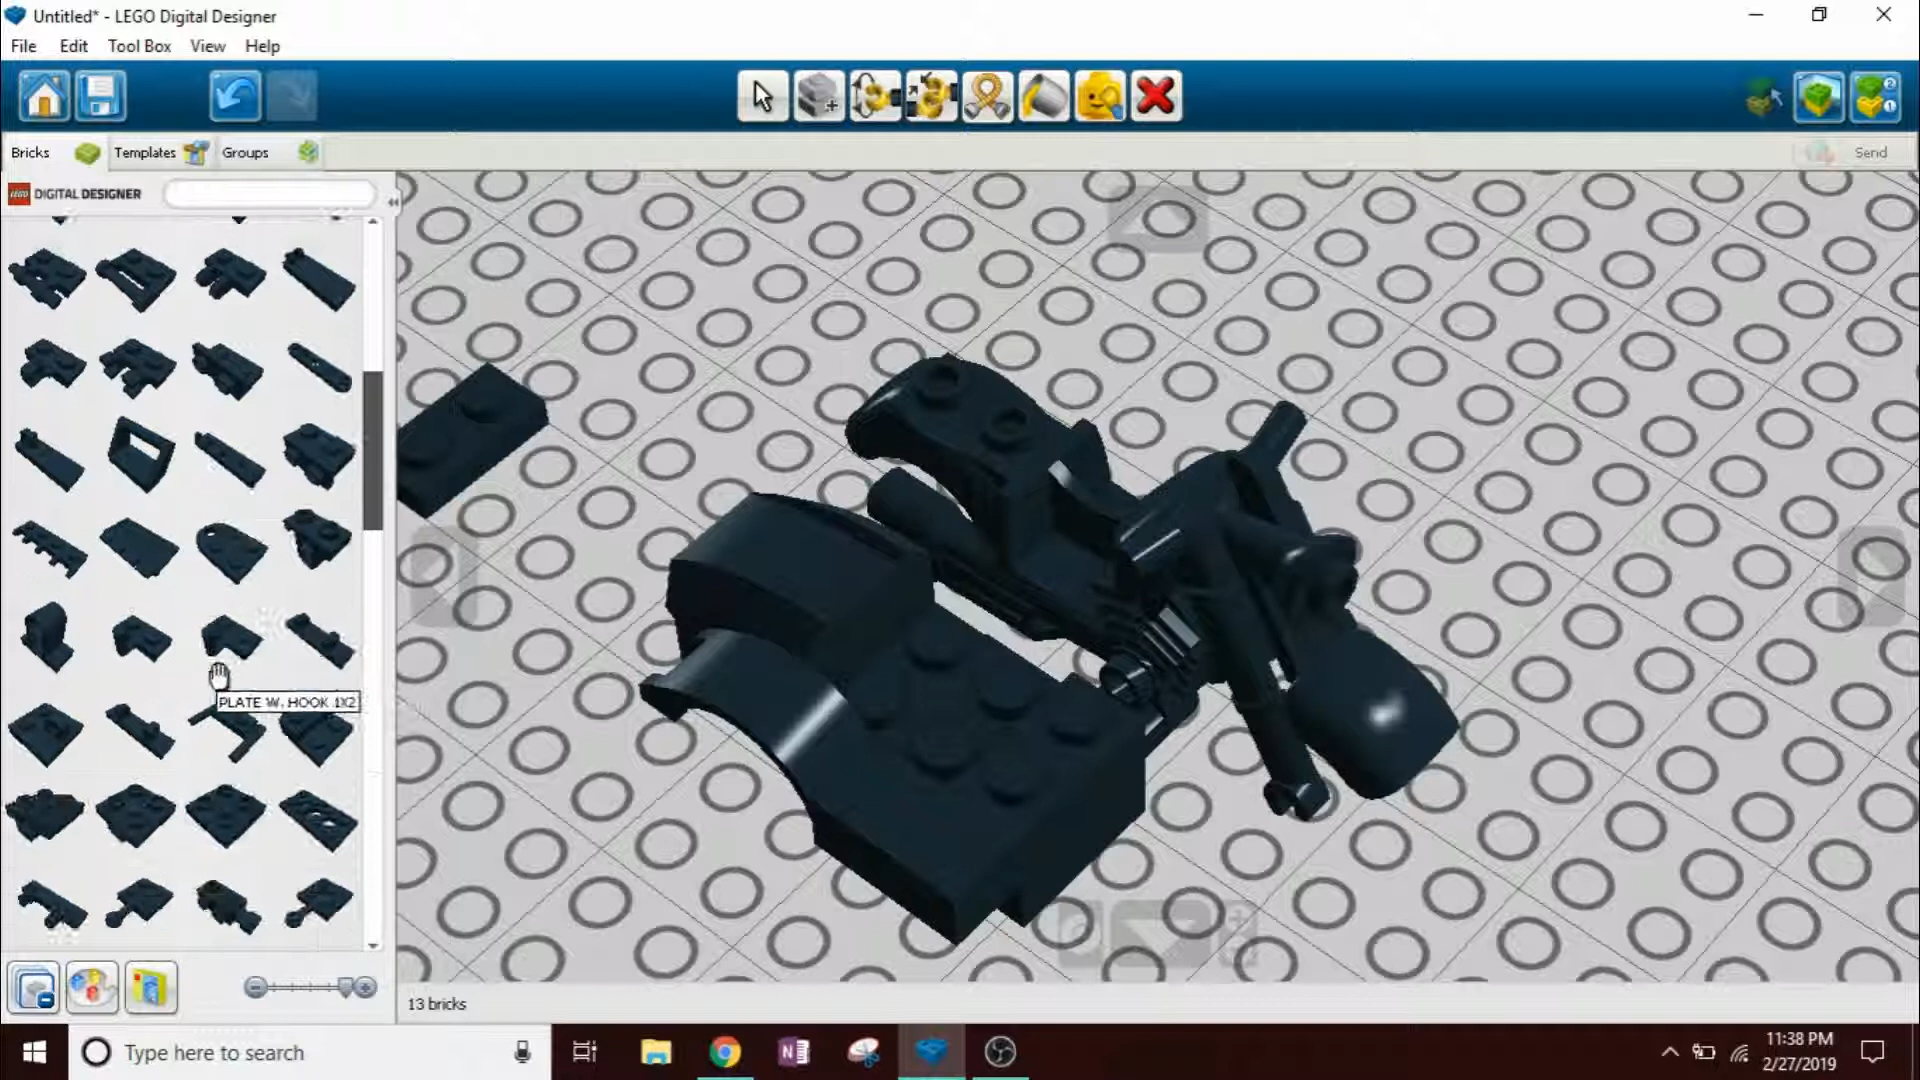 Untitled* - LEGO Digital Designer
File Edit Tool Box View Help
Bricks Templates Groups Send
LEGO DIGITAL DESIGNER
PLATE W. HOOK 1X2
13 bricks
Type here to search
11:38 PM
2/27/2019